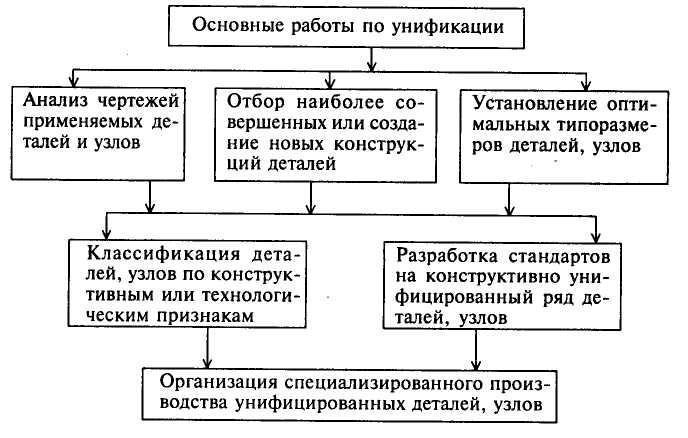 Основные работы по унификации
Анализ чертежей
применяемых де-
талей и узлов
Отбор наиболее со-
вершенных или созда-
ние новых конструк-
ций деталей
Установление опти-
мальных типоразме-
ров деталей, узлов
Классификация дета-
лей, узлов по конструк-
тивным или технологи-
ческим признакам
Разработка стандартов
на конструктивно уни-
фицированный ряд де-
талей, узлов
Организация специализированного произ-
водства унифицированных деталей, узлов